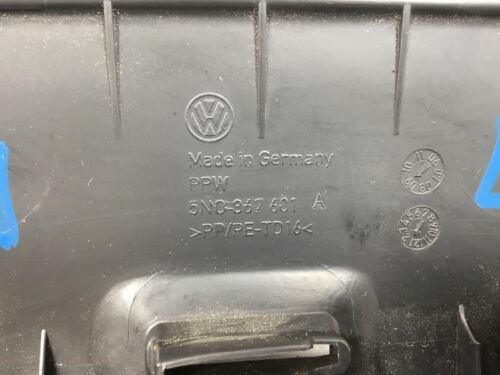 Made in Germany
PPW
5N0-867 601 A
>PP/PE-TD16<